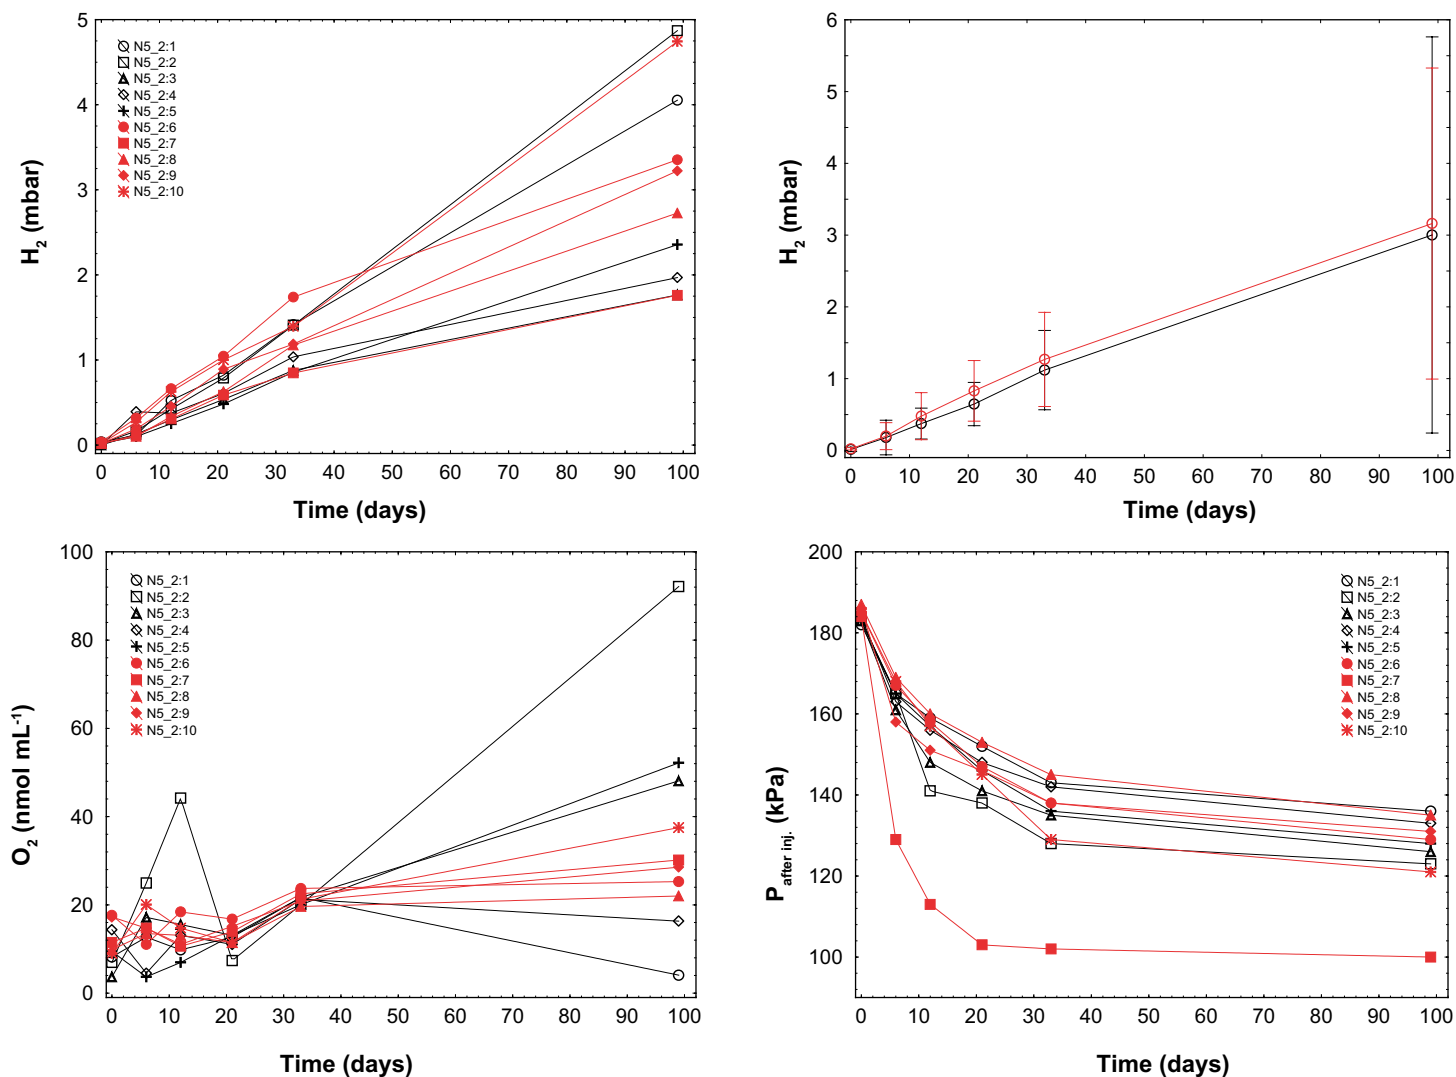 5
4
3
2
1
0
H2 (mbar)
N5_2:1
N5_2:2
N5_2:3
N5_2:4
N5_2:5
N5_2:6
N5_2:7
N5_2:8
N5_2:9
N5_2:10
0 10 20 30 40 50 60 70 80 90 100
Time (days)
6
5
4
3
2
1
0
H2 (mbar)
0 10 20 30 40 50 60 70 80 90 100
Time (days)
100
80
60
40
20
0
O2 (nmol mL-1)
N5_2:1
N5_2:2
N5_2:3
N5_2:4
N5_2:5
N5_2:6
N5_2:7
N5_2:8
N5_2:9
N5_2:10
0 10 20 30 40 50 60 70 80 90 100
Time (days)
200
180
160
140
120
100
Pafter inj. (kPa)
N5_2:1
N5_2:2
N5_2:3
N5_2:4
N5_2:5
N5_2:6
N5_2:7
N5_2:8
N5_2:9
N5_2:10
0 10 20 30 40 50 60 70 80 90 100
Time (days)